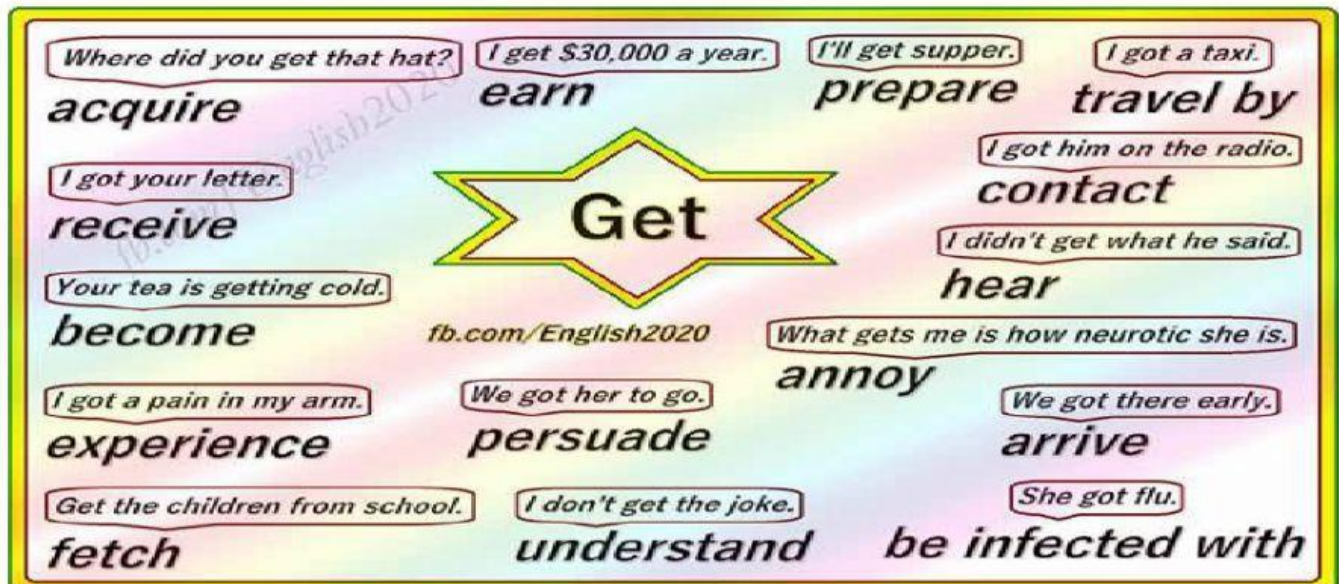 Where did you get that hat?
acquire
I get $30,000 a year.
earn
I'll get supper.
prepare
I got a taxi.
travel by
I got your letter.
receive
Get
I got him on the radio.
contact
I didn't get what he said.
hear
Your tea is getting cold.
become
fb.com/English2020
What gets me is how neurotic she is.
annoy
I got a pain in my arm.
experience
We got her to go.
persuade
We got there early.
arrive
Get the children from school.
fetch
I don't get the joke.
understand
She got flu.
be infected with
fb.com/English2020